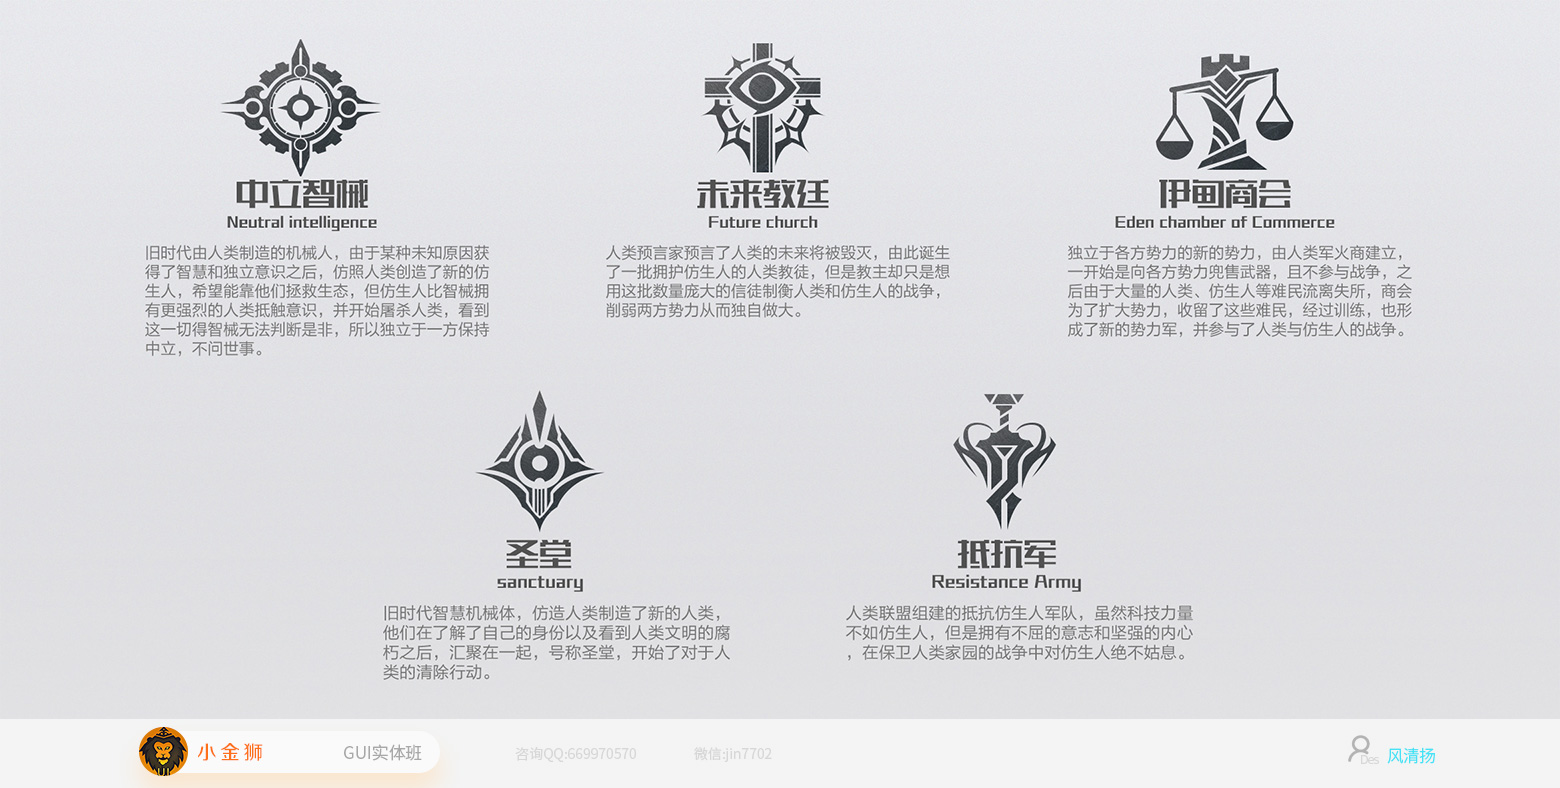 中立智械
Neutral intelligence
旧时代由人类制造的机械人，由于某种未知原因获
得了智慧和独立意识之后，仿照人类创造了新的仿
生人，希望能靠他们拯救生态，但仿生人比智械拥
有更强烈的人类抵触意识，并开始屠杀人类，看到
这一切得智械无法判断是非，所以独立于一方保持
中立，不问世事。
未来教廷
Future church
人类预言家预言了人类的未来将被毁灭，由此诞生
了一批拥护仿生人的人类教徒，但是教主却只是想
用这批数量庞大的信徒制衡人类和仿生人的战争，
削弱两方势力从而独自做大。
伊甸商会
Eden chamber of Commerce
独立于各方势力的新的势力，由人类军火商建立，
一开始是向各方势力兜售武器，且不参与战争，之
后由于大量的人类、仿生人等难民流离失所，商会
为了扩大势力，收留了这些难民，经过训练，也形
成了新的势力军，并参与了人类与仿生人的战争。
圣堂
sanctuary
旧时代智慧机械体，仿造人类制造了新的人类，
他们在了解了自己的身份以及看到人类文明的腐
朽之后，汇聚在一起，号称圣堂，开始了对于人
类的清除行动。
抵抗军
Resistance Army
人类联盟组建的抵抗仿生人军队，虽然科技力量
不如仿生人，但是拥有不屈的意志和坚强的内心
，在保卫人类家园的战争中对仿生人绝不姑息。
UI
小金狮
GUI实体班
咨询QQ:669970570
微信:jin7702
Des
风清扬